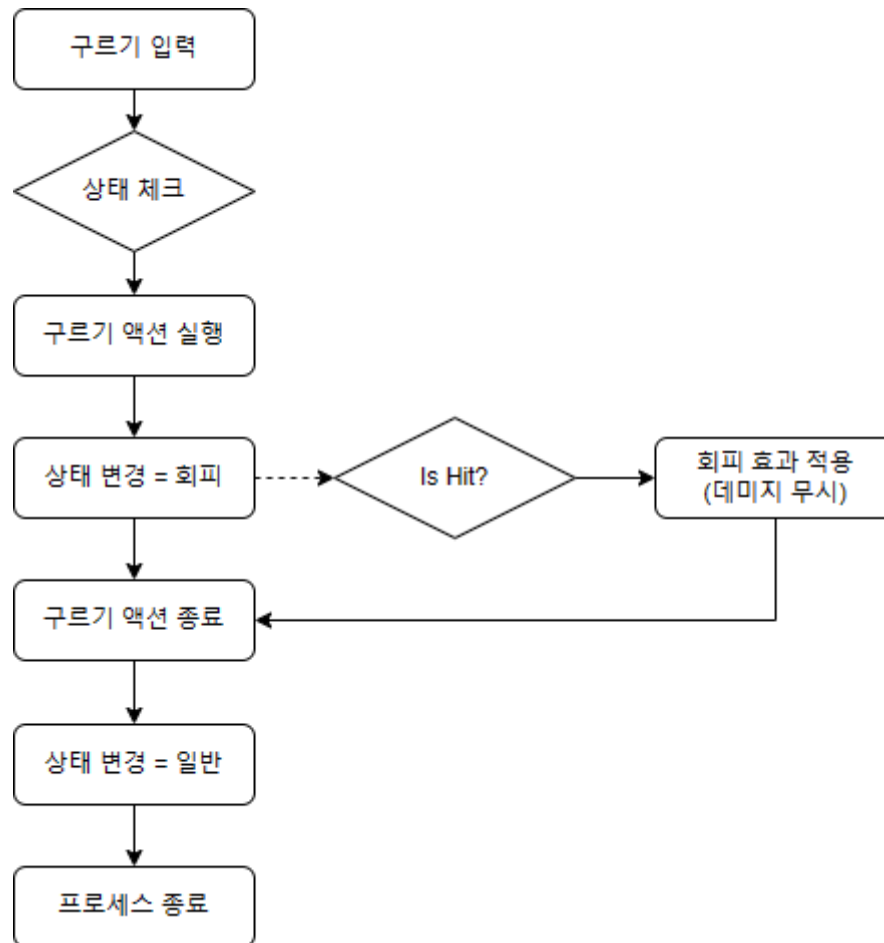 구르기 입력
상태 체크
구르기 액션 실행
상태 변경 = 회피
Is Hit?
회피 효과 적용
(데미지 무시)
구르기 액션 종료
상태 변경 = 일반
프로세스 종료